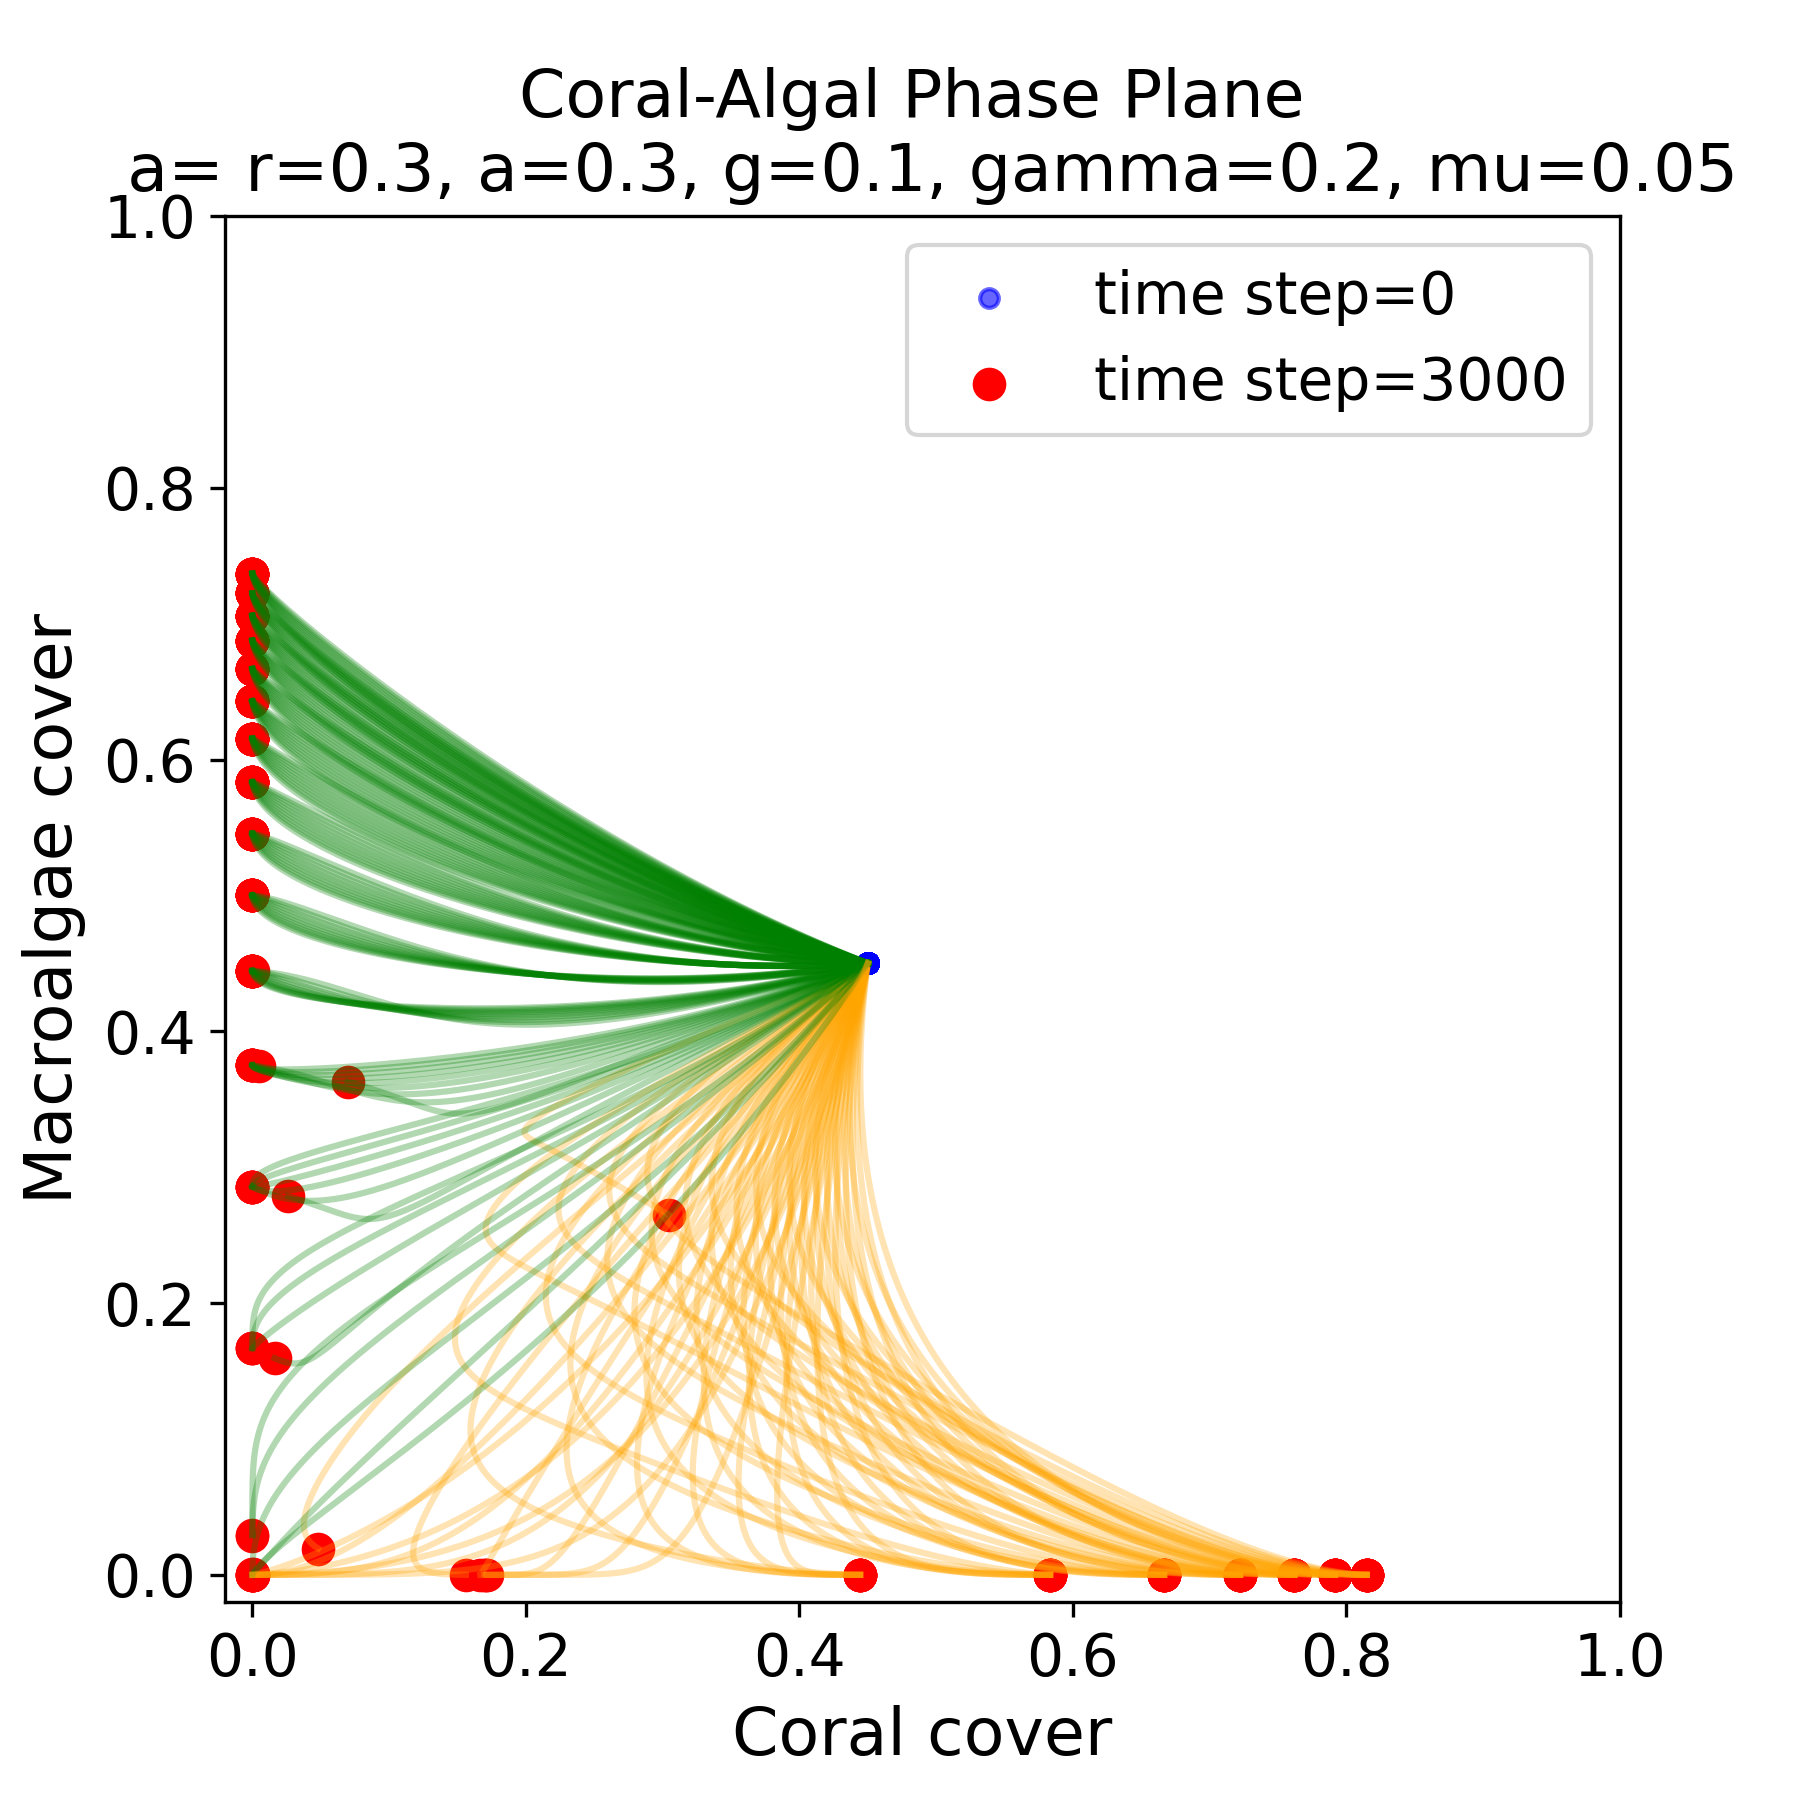 Coral-Algal Phase Plane
a= r=0.3, a=0.3, g=0.1, gamma=0.2, mu=0.05
1.0
time step=0
time step=3000
0.8
0.6
0.4
0.2
0.0
Macroalgae cover
0.0 0.2 0.4 0.6 0.8 1.0
Coral cover